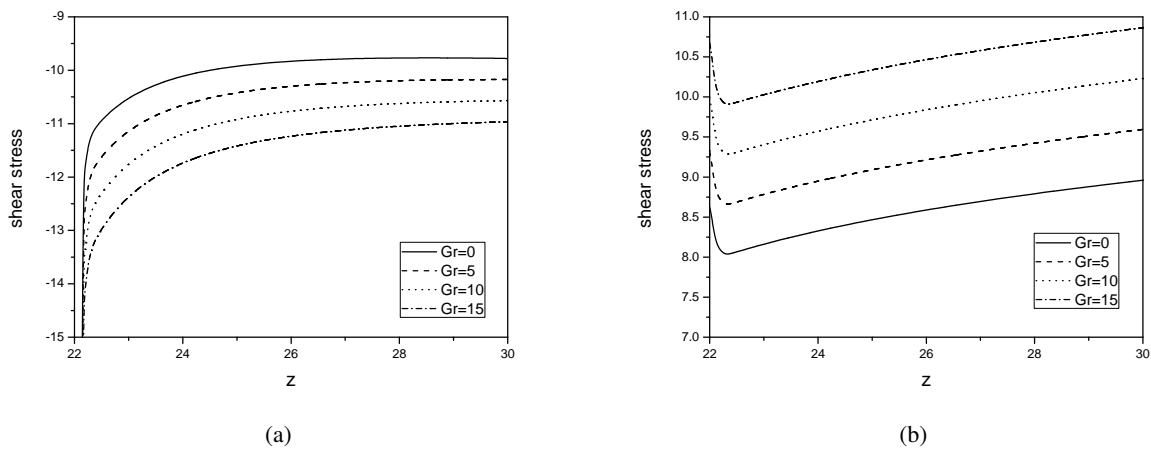 -9
-10
-11
-12
-13
-14
-15
shear stress
22 24 26 28 30
z
Gr=0
Gr=5
Gr=10
Gr=15
(a)
11.0
10.5
10.0
9.5
9.0
8.5
8.0
7.5
7.0
shear stress
22 24 26 28 30
z
Gr=0
Gr=5
Gr=10
Gr=15
(b)